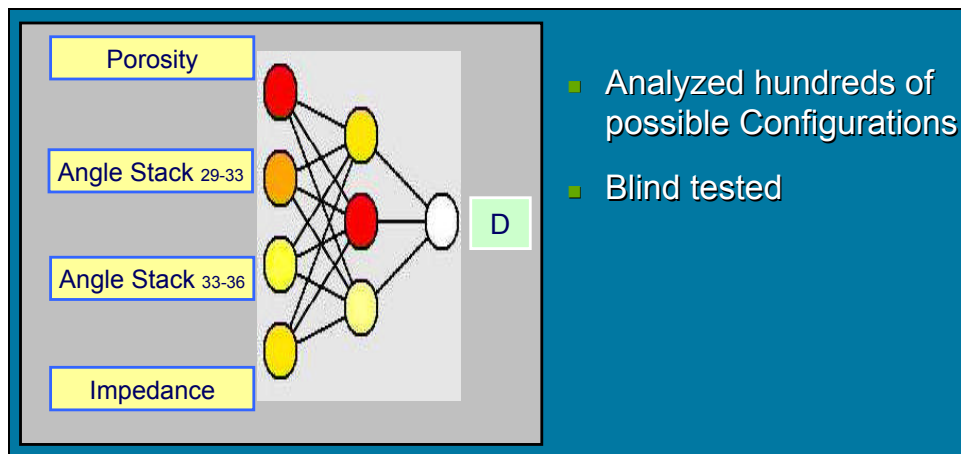 Porosity
Angle Stack 29-33
Angle Stack 33-36
Impedance
D
Analyzed hundreds of
possible Configurations
Blind tested